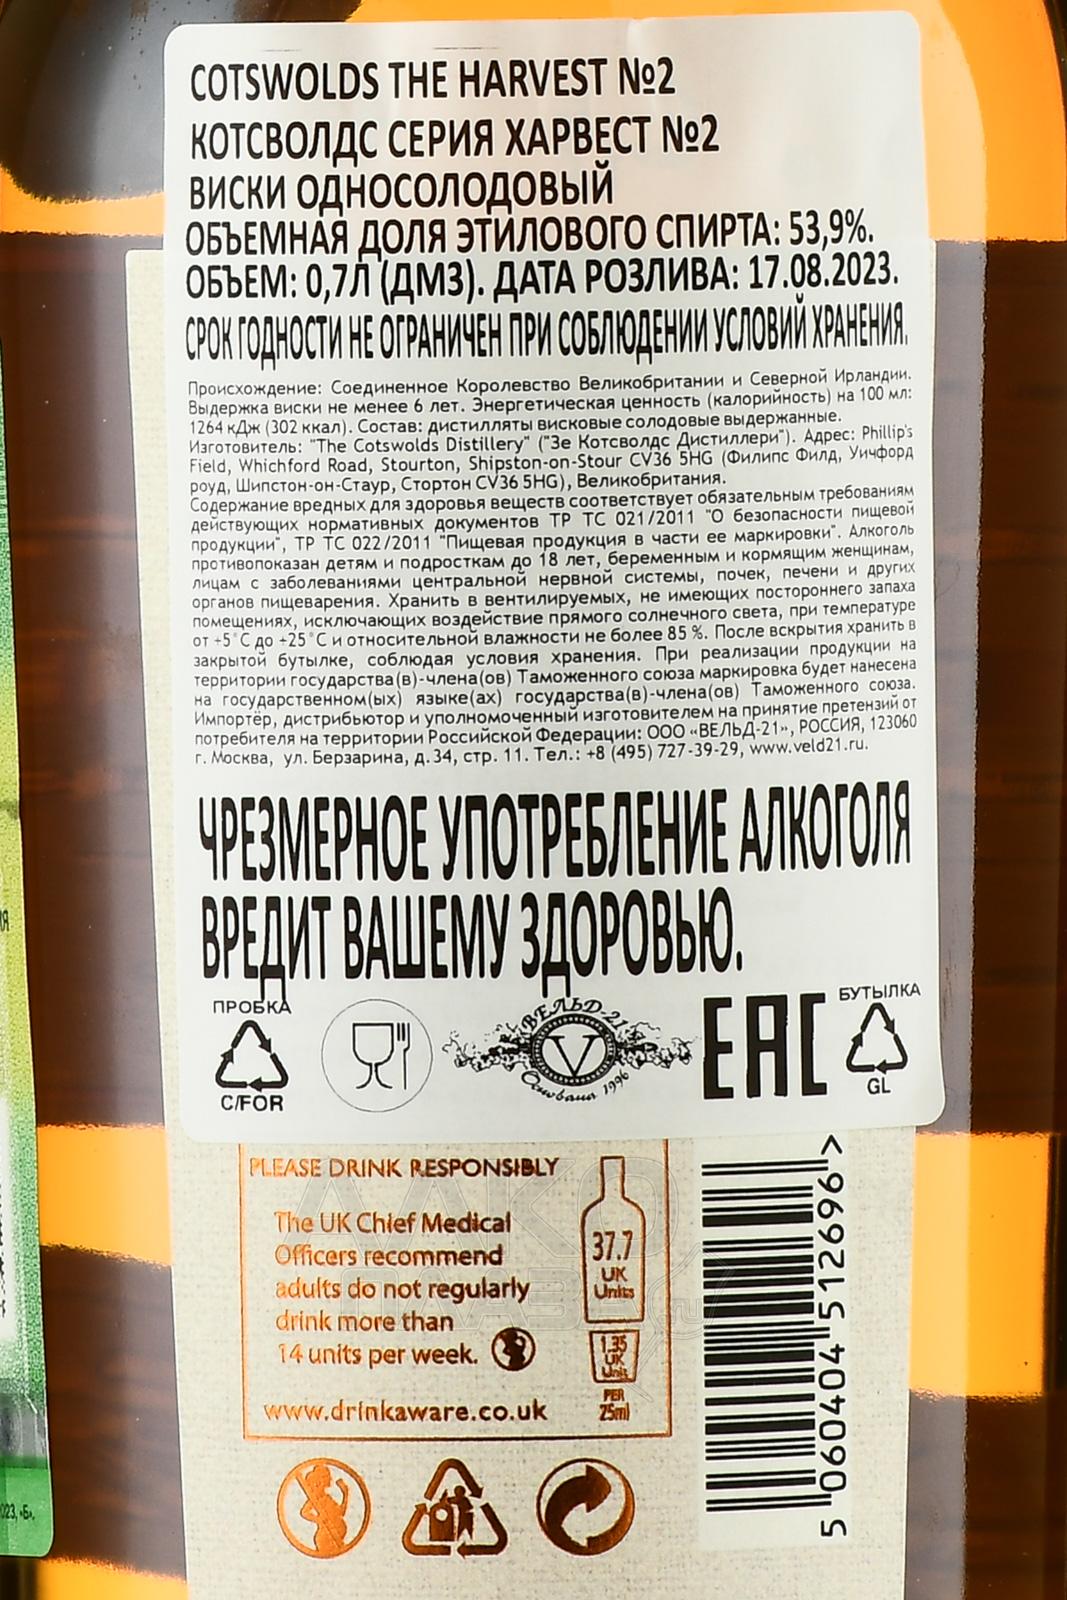 COTSWOLDS THE HARVEST №2
КОТСВОЛДС СЕРИЯ ХАРВЕСТ №2
ВИСКИ ОДНОСОЛОДОВЫЙ
ОБЪЕМНАЯ ДОЛЯ ЭТИЛОВОГО СПИРТА: 53,9%.
ОБЪЕМ: 0,7Л (ДМ3). ДАТА РОЗЛИВА: 17.08.2023.
СРОК ГОДНОСТИ НЕ ОГРАНИЧЕН ПРИ СОБЛЮДЕНИИ УСЛОВИЙ ХРАНЕНИЯ.
Происхождение: Соединенное Королевство Великобритании и Северной Ирландии.
Выдержка виски не менее 6 лет. Энергетическая ценность (калорийность) на 100 мл:
1264 кДж (302 ккал). Состав: дистилляты висковые солодовые выдержанные.
Изготовитель: "The Cotswolds Distillery" ("Зе Котсволдс Дистиллери"). Адрес: Phillip's
Field, Whichford Road, Stourton, Shipston-on-Stour CV36 5HG (Филипс Филд, Уичфорд
роуд, Шипстон-он-Стаур, Стортон CV36 5HG), Великобритания.
Содержание вредных для здоровья веществ соответствует обязательным требованиям
действующих нормативных документов ТР ТС 021/2011 "О безопасности пищевой
продукции", ТР ТС 022/2011 "Пищевая продукция в части ее маркировки". Алкоголь
противопоказан детям и подросткам до 18 лет, беременным и кормящим женщинам,
лицам с заболеваниями центральной нервной системы, почек, печени и других
органов пищеварения. Хранить в вентилируемых, не имеющих постороннего запаха
помещениях, исключающих воздействие прямого солнечного света, при температуре
от +5˚С до +25˚С и относительной влажности не более 85 %. После вскрытия хранить в
закрытой бутылке, соблюдая условия хранения. При реализации продукции на
территории государства(в)-члена(ов) Таможенного союза маркировка будет нанесена
на государственном(ых) языке(ах) государства(в)-члена(ов) Таможенного союза.
Импортёр, дистрибьютор и уполномоченный изготовителем на принятие претензий от
потребителя на территории Российской Федерации: ООО «ВЕЛЬД-21», РОССИЯ, 123060
г. Москва, ул. Берзарина, д.34, стр. 11. Тел.: +8 (495) 727-39-29, www.veld21.ru.
ЧРЕЗМЕРНОЕ УПОТРЕБЛЕНИЕ АЛКОГОЛЯ
ВРЕДИТ ВАШЕМУ ЗДОРОВЬЮ.
ПРОБКА
C/FOR
ВЕЛЬД-21
V
Основана 1996
EAC
БУТЫЛКА
GL
PLEASE DRINK RESPONSIBLY
The UK Chief Medical
Officers recommend
adults do not regularly
drink more than
14 units per week.
www.drinkaware.co.uk
37.7
UK
Units
1.35
UK
Unit
PER
25ml
5 060404 512696 >
023, «Б».